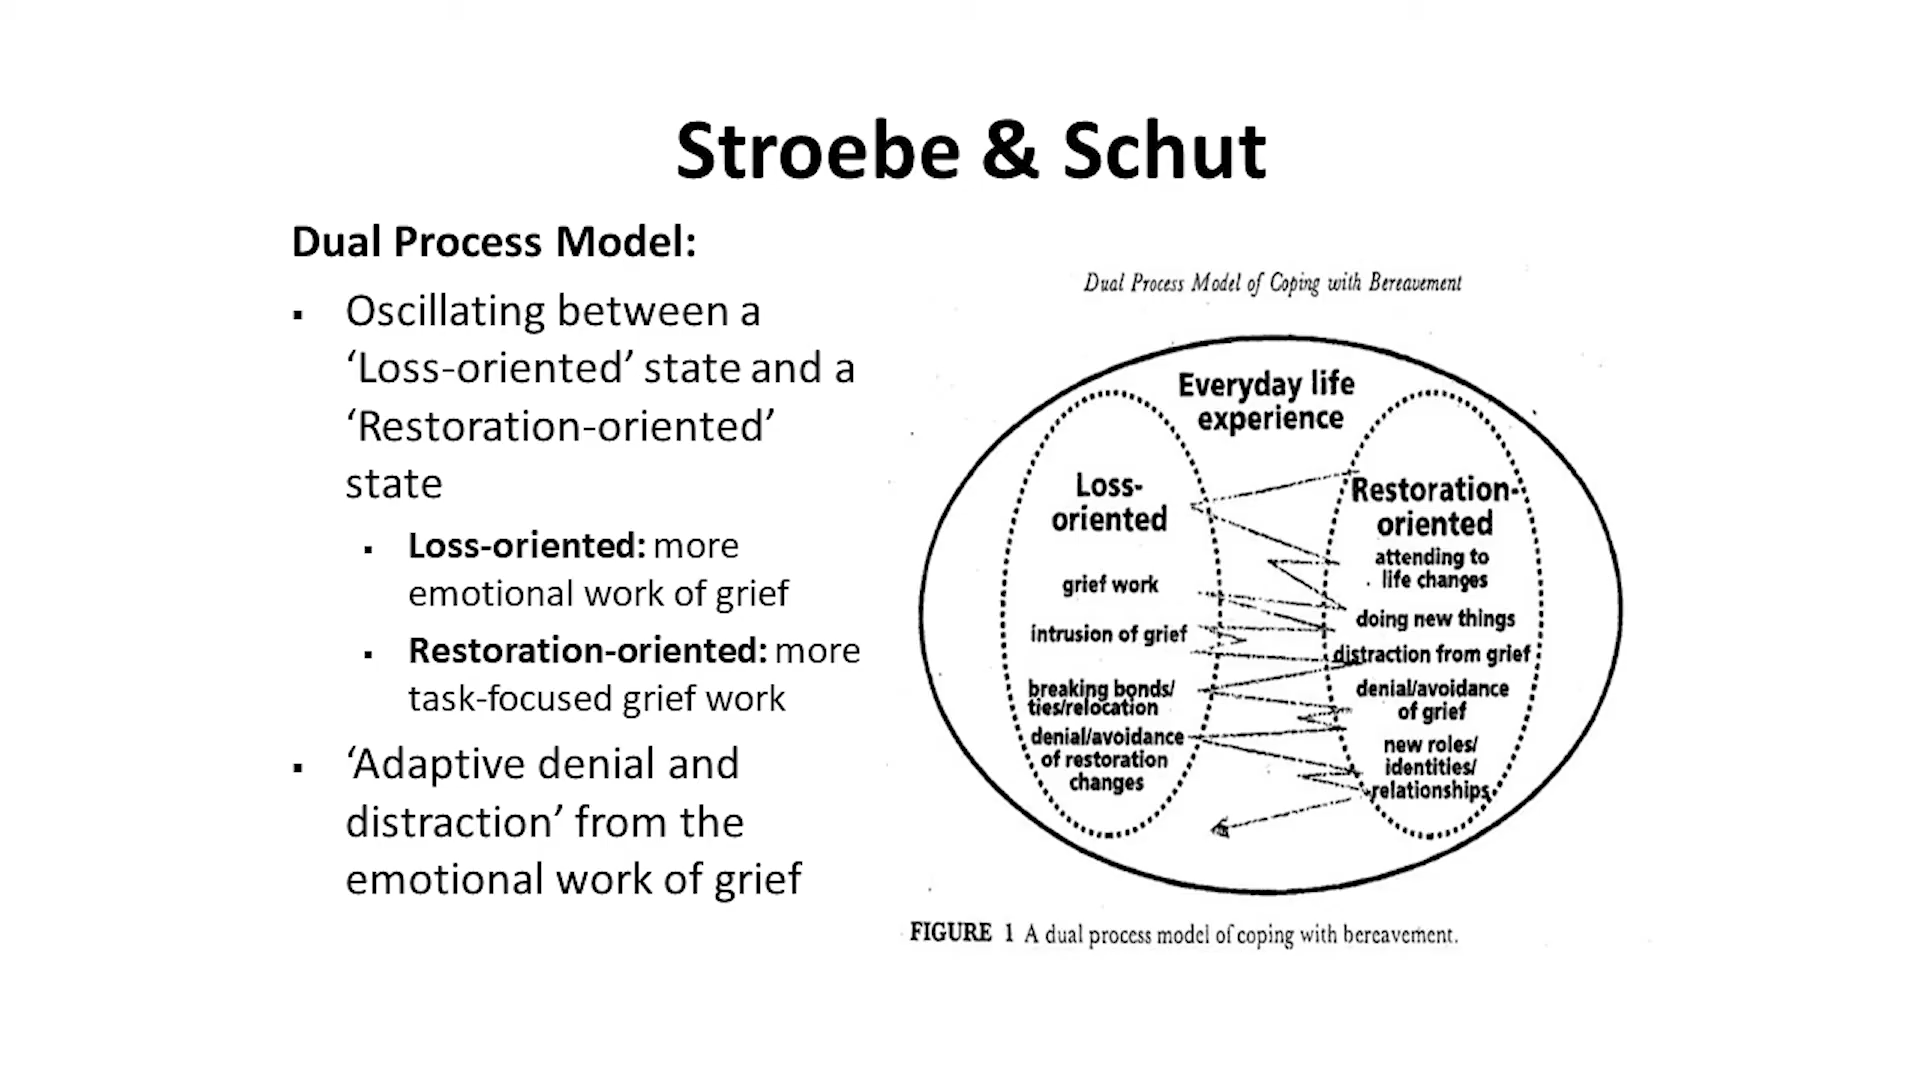 Stroebe & Schut
Dual Process Model:
▪ Oscillating between a
‘Loss-oriented’ state and a
‘Restoration-oriented’
state
▪ Loss-oriented: more
emotional work of grief
▪ Restoration-oriented: more
task-focused grief work
▪ ‘Adaptive denial and
distraction’ from the
emotional work of grief
Dual Process Model of Coping with Bereavement
Everyday life
experience
Loss-
oriented
grief work
intrusion of grief
breaking bonds/
ties/relocation
denial/avoidance
of restoration
changes
Restoration-
oriented
attending to
life changes
doing new things
distraction from grief
denial/avoidance
of grief
new roles/
identities/
relationships
FIGURE 1 A dual process model of coping with bereavement.